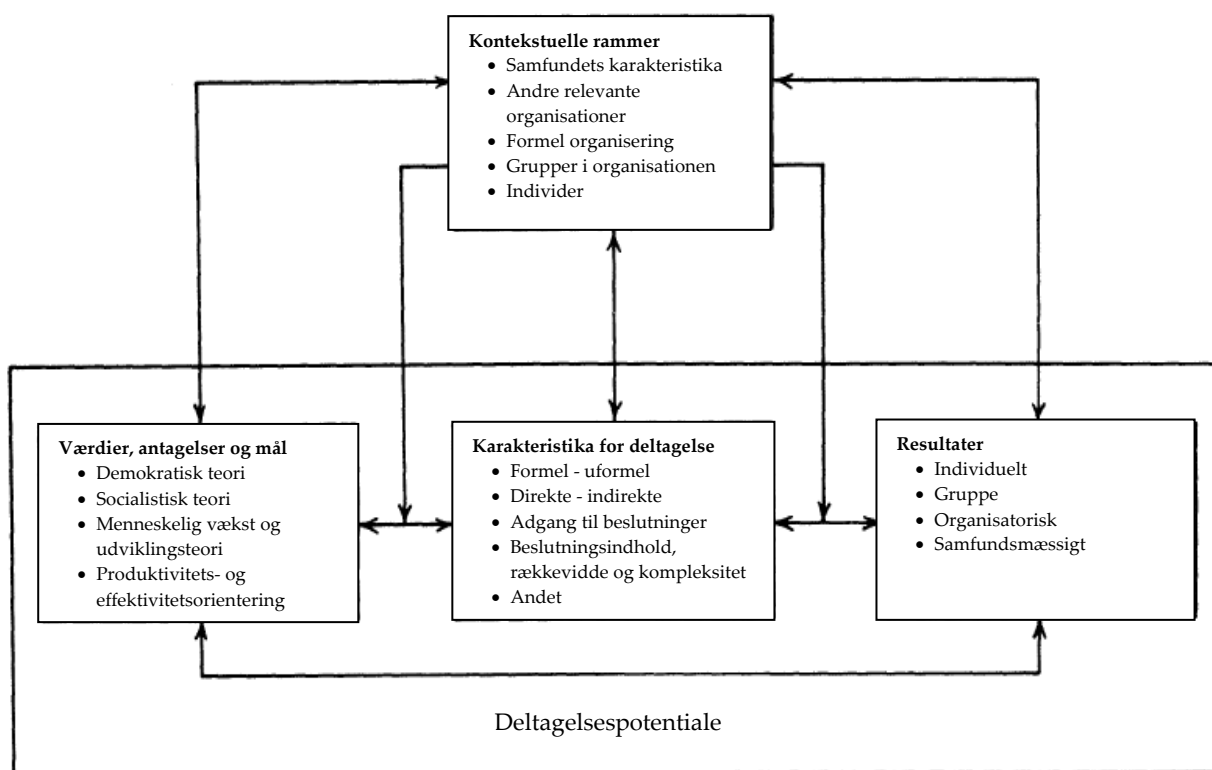 Kontekstuelle rammer
• Samfundets karakteristika
• Andre relevante
organisationer
• Formel organisering
• Grupper i organisationen
• Individer
Værdier, antagelser og mål
• Demokratisk teori
• Socialistisk teori
• Menneskelig vækst og
udviklingsteori
• Produktivitets- og
effektivitetsorientering
Karakteristika for deltagelse
• Formel - uformel
• Direkte - indirekte
• Adgang til beslutninger
• Beslutningsindhold,
rækkevidde og kompleksitet
• Andet
Resultater
• Individuelt
• Gruppe
• Organisatorisk
• Samfundsmæssigt
Deltagelsespotentiale